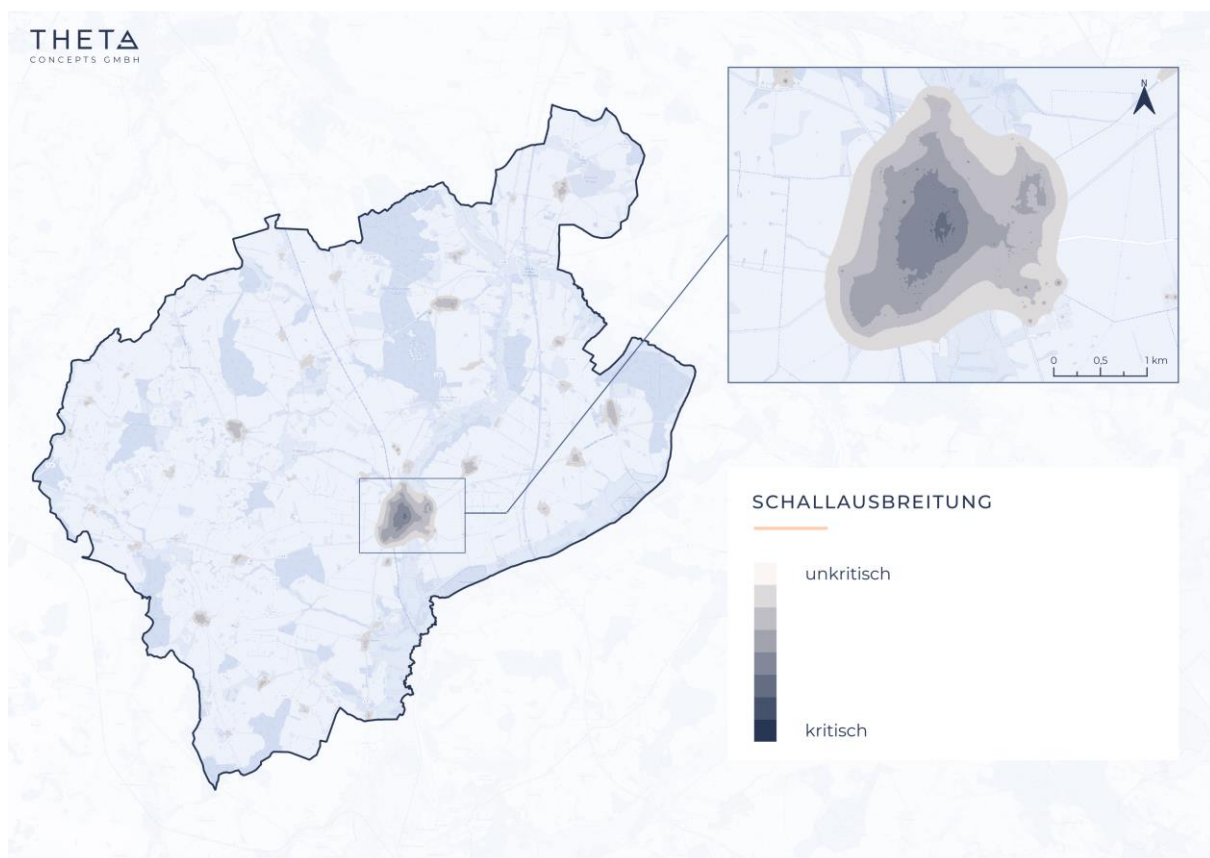 THETA
CONCEPTS GMBH
N
0 0,5 1 km
SCHALLAUSBREITUNG
unkritisch
kritisch